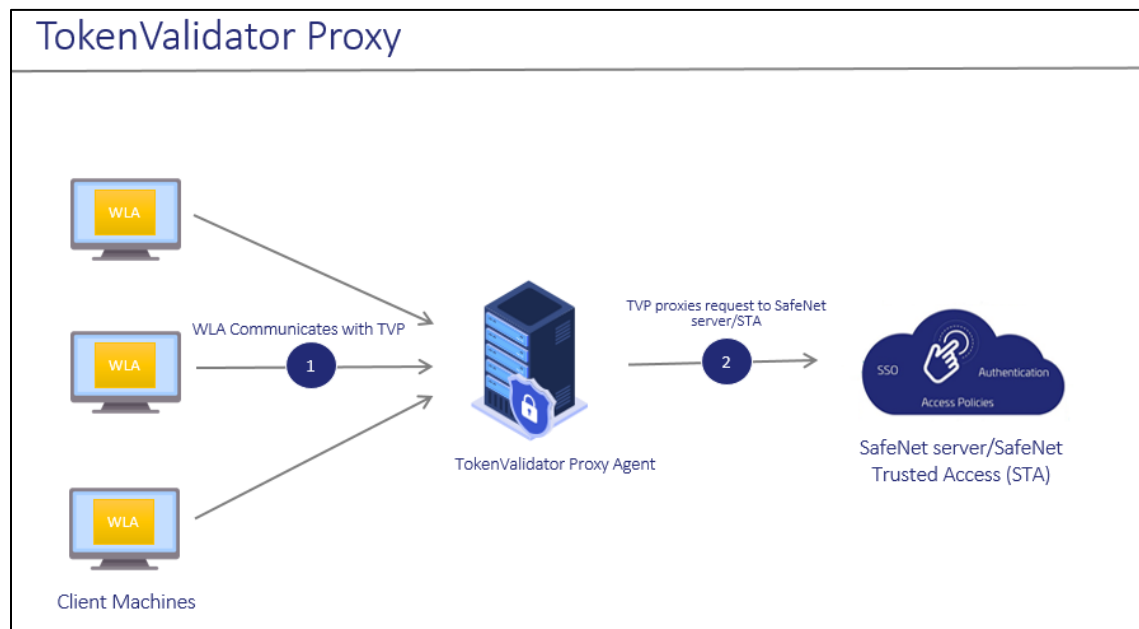 TokenValidator Proxy
WLA
WLA Communicates with TVP
1
WLA
TVP proxies request to SafeNet
server/STA
2
SSO
Authentication
Access Policies
TokenValidator Proxy Agent
SafeNet server/SafeNet
Trusted Access (STA)
WLA
Client Machines